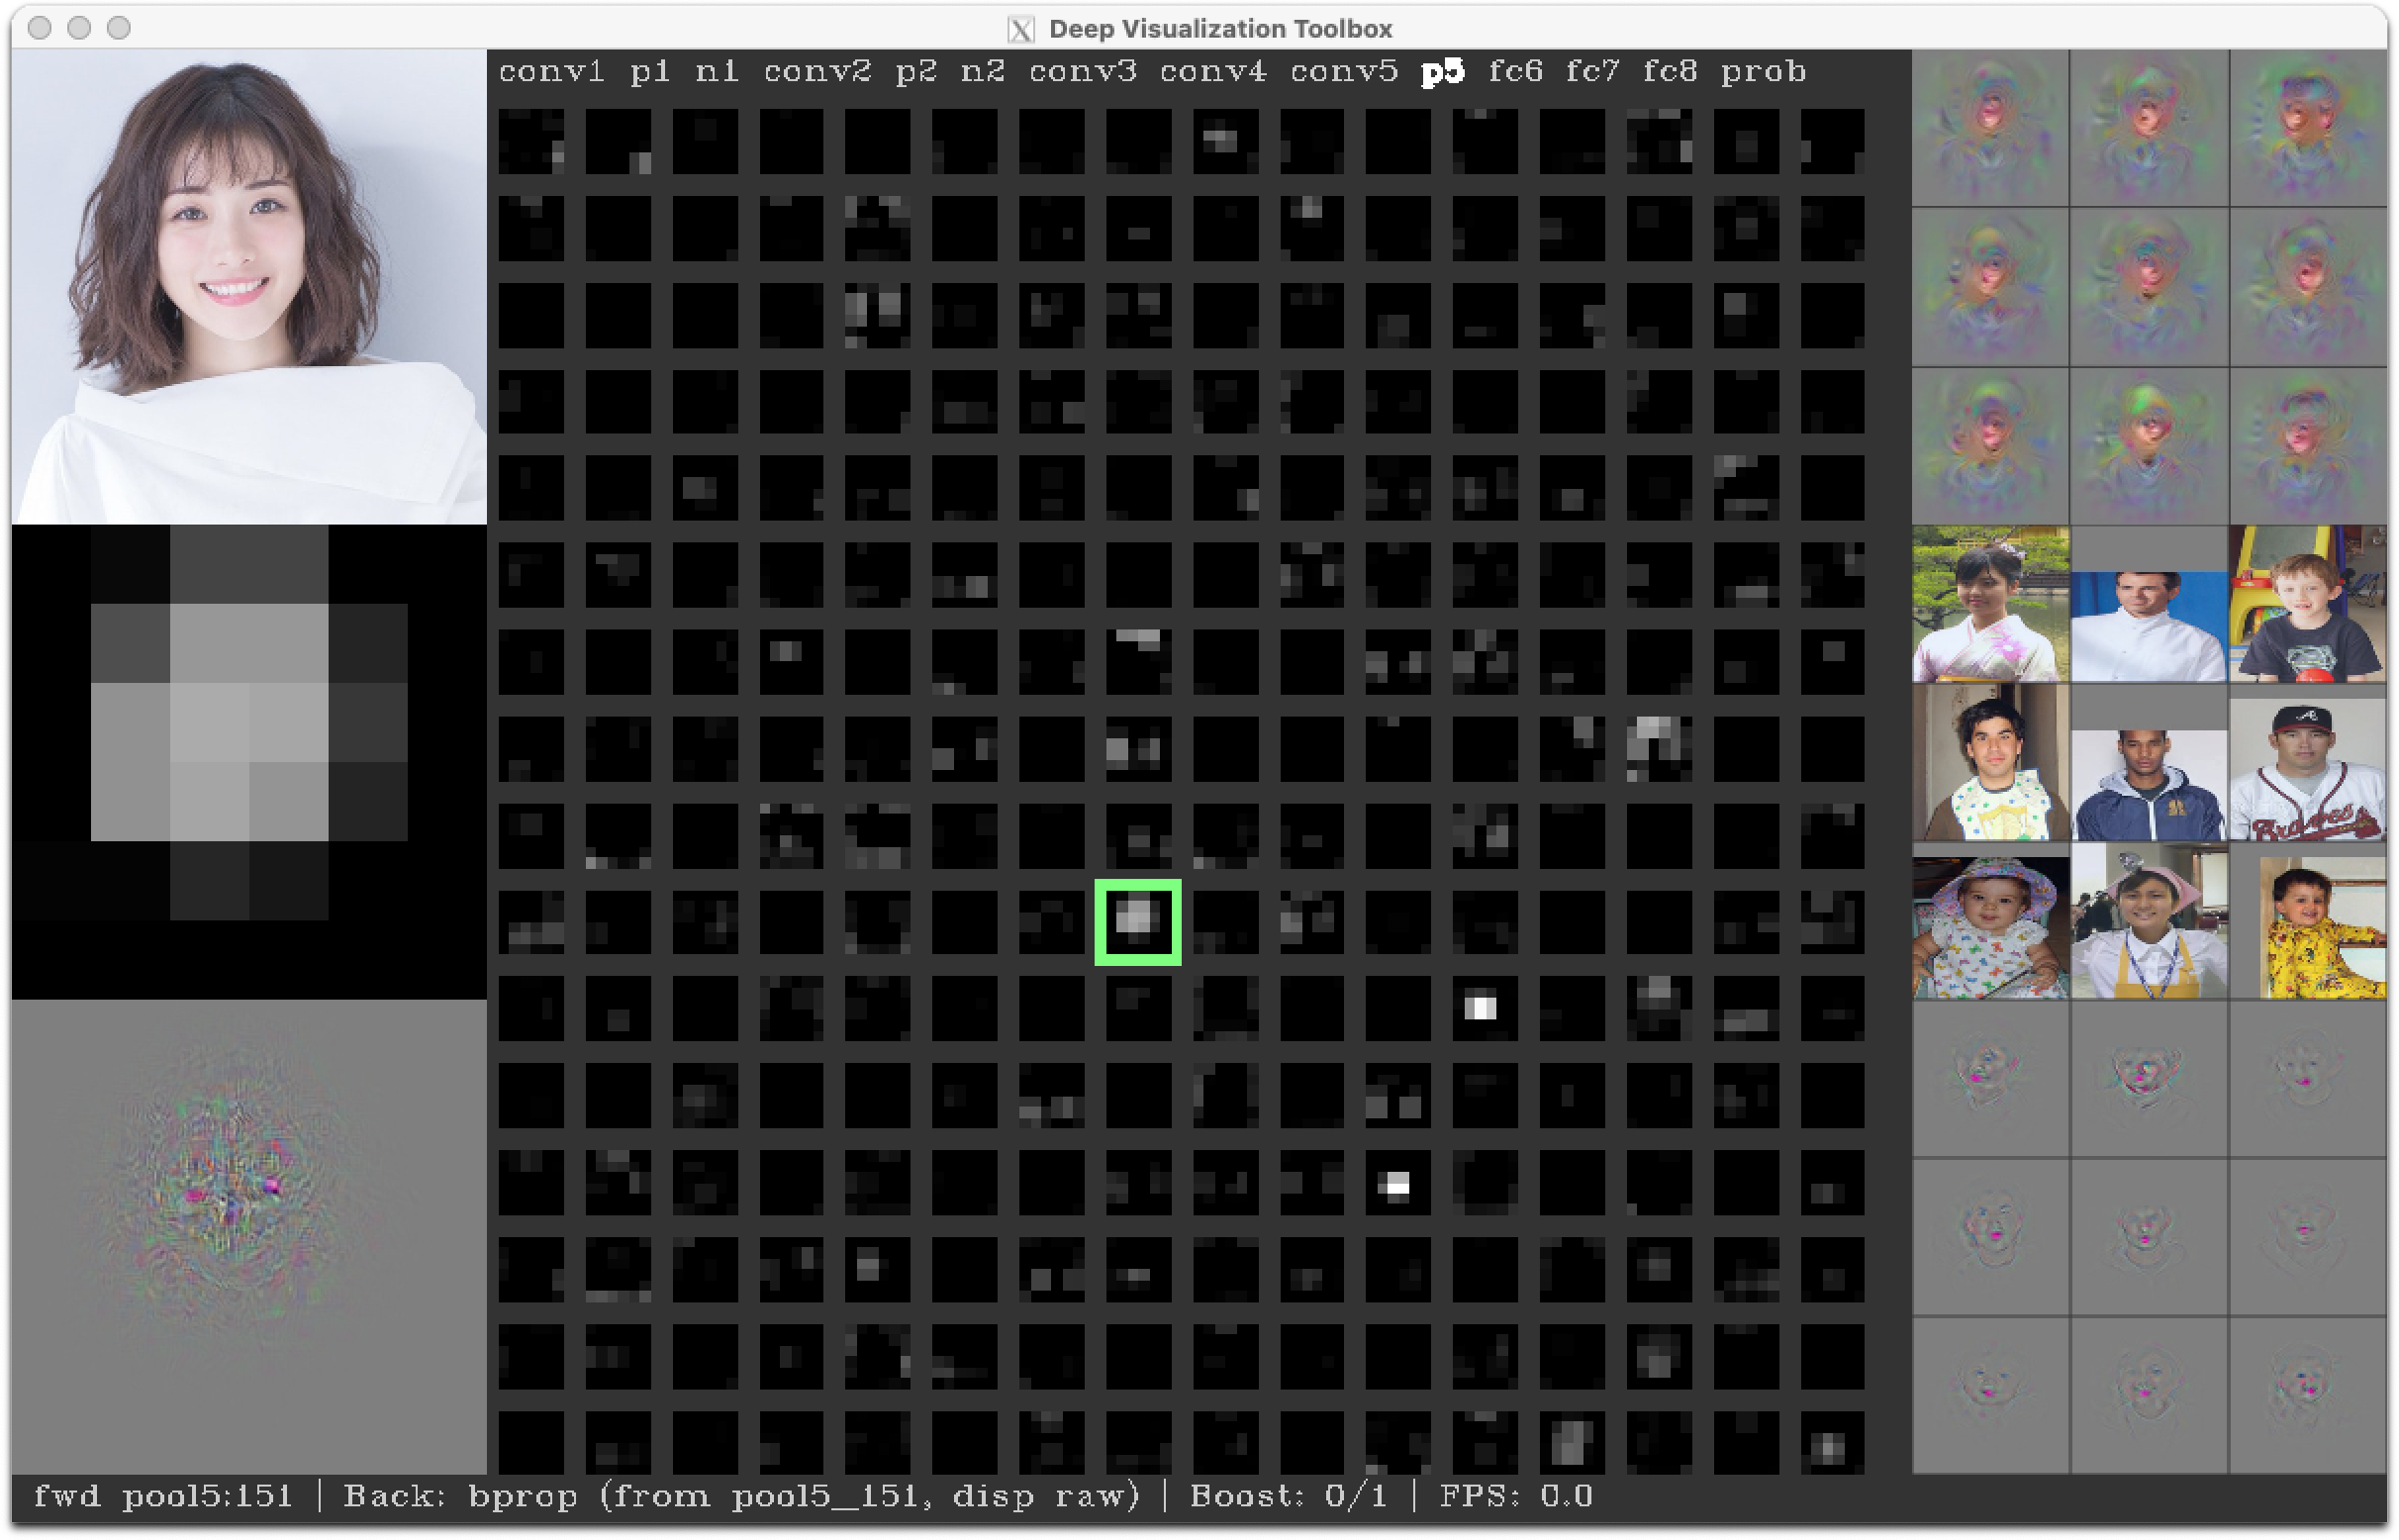 Deep Visualization Toolbox
conv1 p1 n1 conv2 p2 n2 conv3 conv4 conv5 p5 fc6 fc7 fc8 prob
A
Braves
fwd pool5:151 | Back: bprop (from pool5_151, disp raw) | Boost: 0/1 | FPS: 0.0